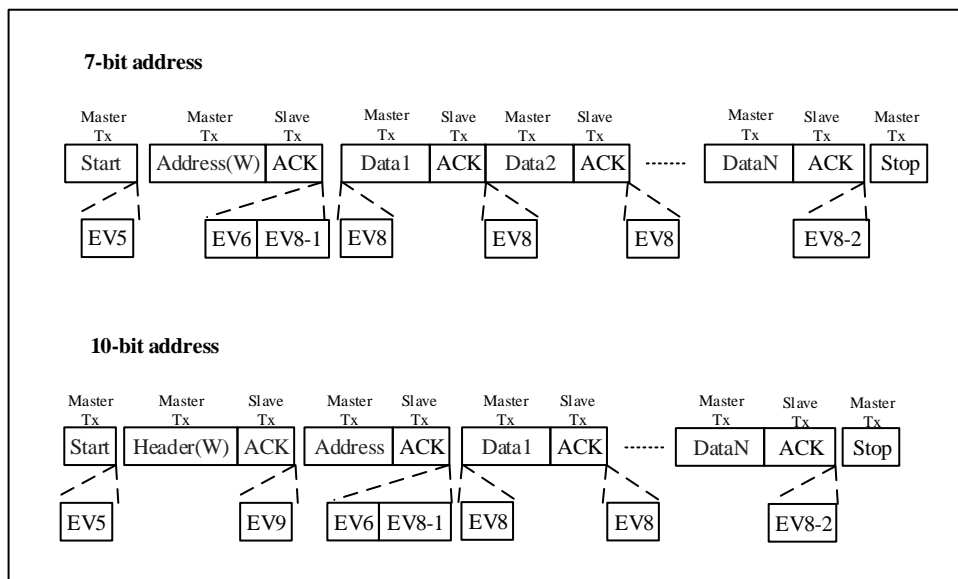 7-bit address
Master Master Slave Master Slave Master Slave Master Slave Master
Tx Tx Tx Tx Tx Tx Tx Tx Tx Tx
Start Address(W) ACK Data1 ACK Data2 ACK DataN ACK Stop
EV5 EV6 EV8-1 EV8 EV8 EV8 EV8-2
10-bit address
Master Master Slave Master Slave Master Slave Master Slave Master
Tx Tx Tx Tx Tx Tx Tx Tx Tx Tx
Start Header(W) ACK Address ACK Data1 ACK DataN ACK Stop
EV5 EV9 EV6 EV8-1 EV8 EV8 EV8-2